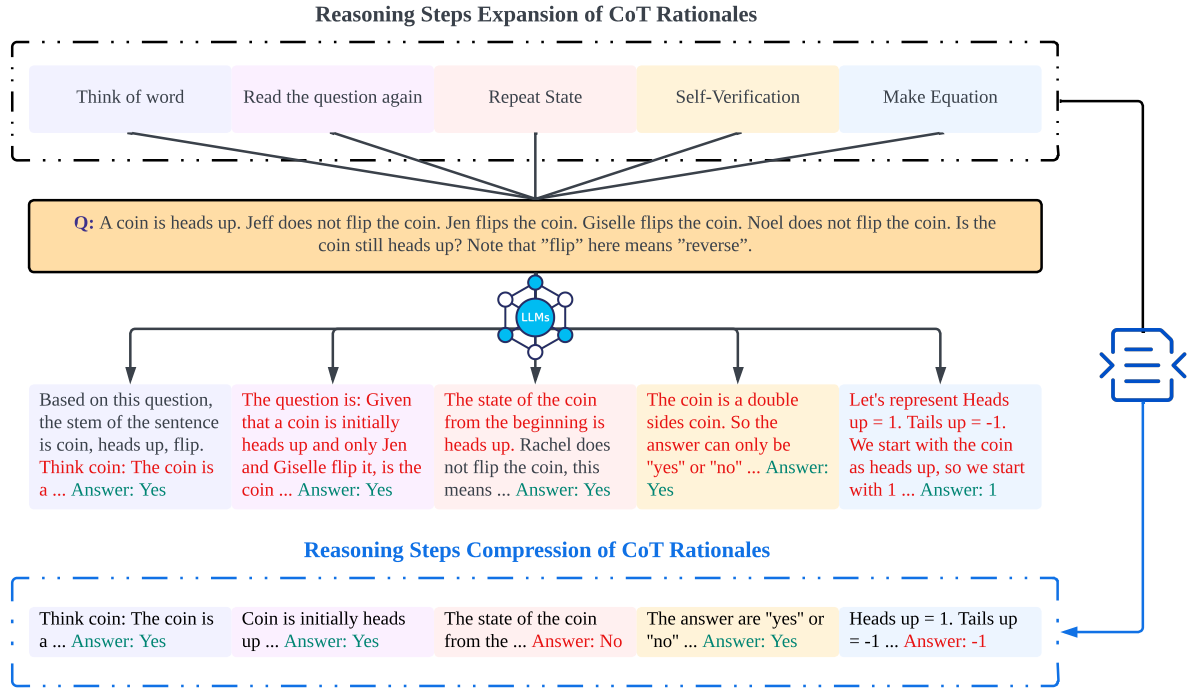 Reasoning Steps Expansion of CoT Rationales
Think of word
Read the question again
Repeat State
Self-Verification
Make Equation
Q: A coin is heads up. Jeff does not flip the coin. Jen flips the coin. Giselle flips the coin. Noel does not flip the coin. Is the
coin still heads up? Note that ”flip” here means ”reverse”.
LLMs
Based on this question,
the stem of the sentence
is coin, heads up, flip.
Think coin: The coin is
a ... Answer: Yes
The question is: Given
that a coin is initially
heads up and only Jen
and Giselle flip it, is the
coin ... Answer: Yes
The state of the coin
from the beginning is
heads up. Rachel does
not flip the coin, this
means ... Answer: Yes
The coin is a double
sides coin. So the
answer can only be
"yes" or "no" ... Answer:
Yes
Let's represent Heads
up = 1. Tails up = -1.
We start with the coin
as heads up, so we start
with 1 ... Answer: 1
Reasoning Steps Compression of CoT Rationales
Think coin: The coin is
a ... Answer: Yes
Coin is initially heads
up ... Answer: Yes
The state of the coin
from the ... Answer: No
The answer are "yes" or
"no" ... Answer: Yes
Heads up = 1. Tails up
= -1 ... Answer: -1